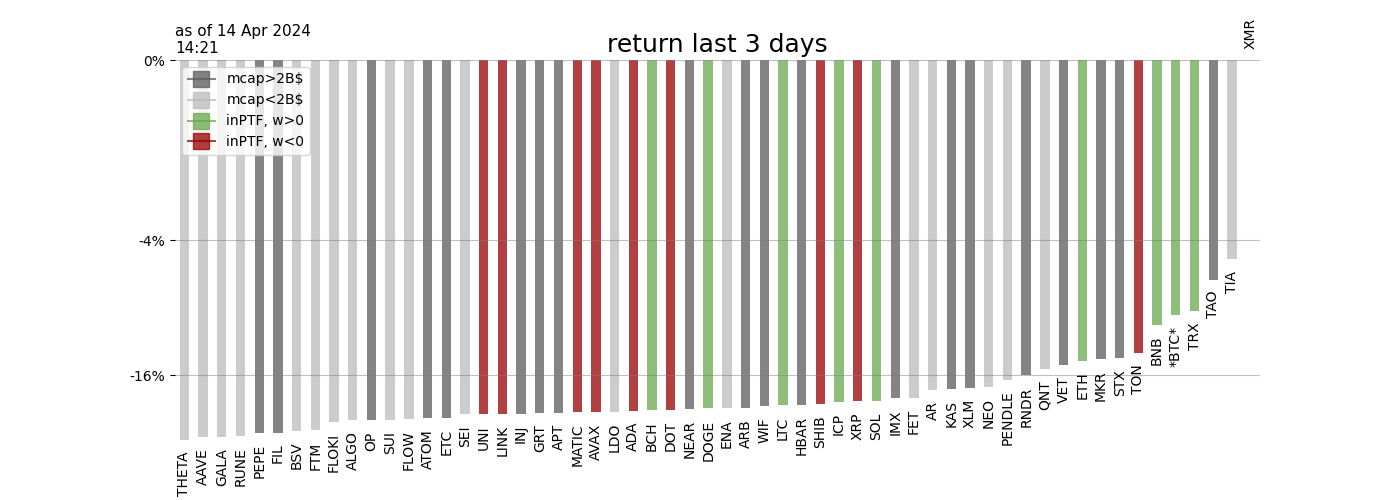 as of 14 Apr 2024
14:21
return last 3 days
XMR
0%
-4%
-16%
mcap>2B$
mcap<2B$
inPTF, w>0
inPTF, w<0
THETA
AAVE
GALA
RUNE
PEPE
FIL
BSV
FTM
FLOKI
ALGO
OP
SUI
FLOW
ATOM
ETC
SEI
UNI
LINK
INJ
GRT
APT
MATIC
AVAX
LDO
ADA
BCH
DOT
NEAR
DOGE
ENA
ARB
WIF
LTC
HBAR
SHIB
ICP
XRP
SOL
IMX
FET
AR
KAS
XLM
NEO
PENDLE
RNDR
QNT
VET
ETH
MKR
STX
TON
BNB
*BTC*
TRX
TAO
TIA